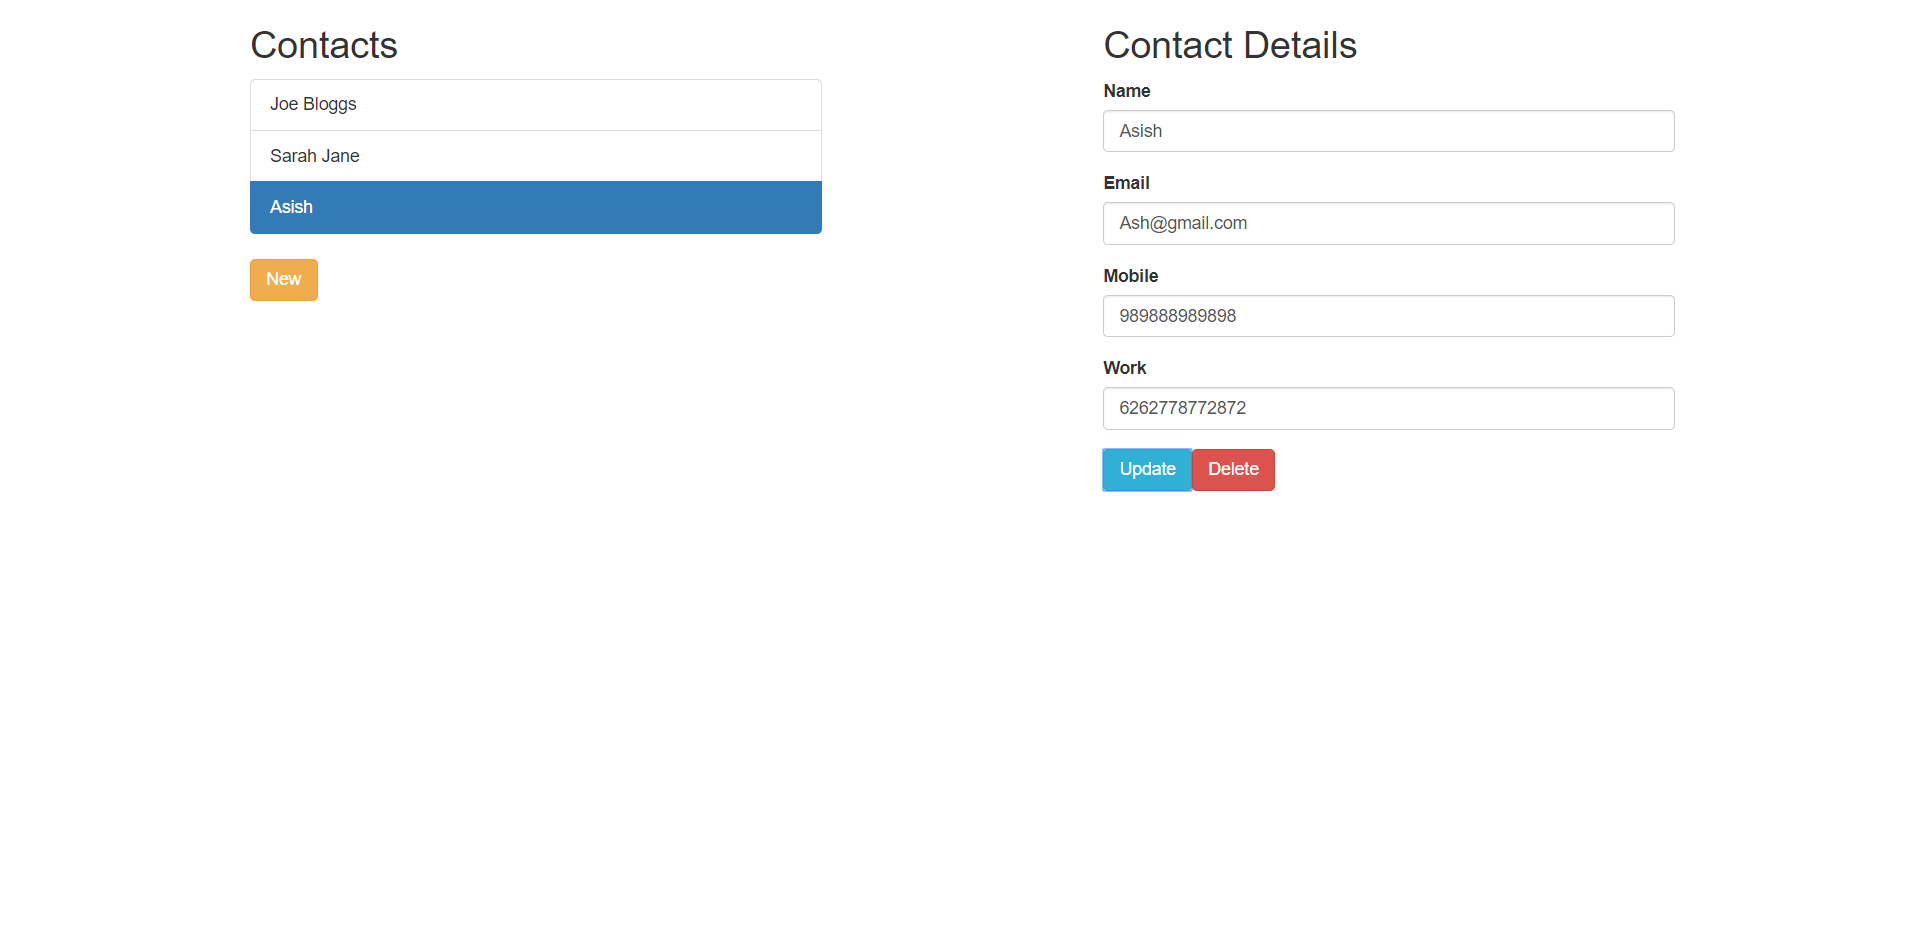 Contacts
Joe Bloggs
Sarah Jane
Asish
New
Contact Details
Name
Asish
Email
Ash@gmail.com
Mobile
989888989898
Work
6262778772872
Update Delete